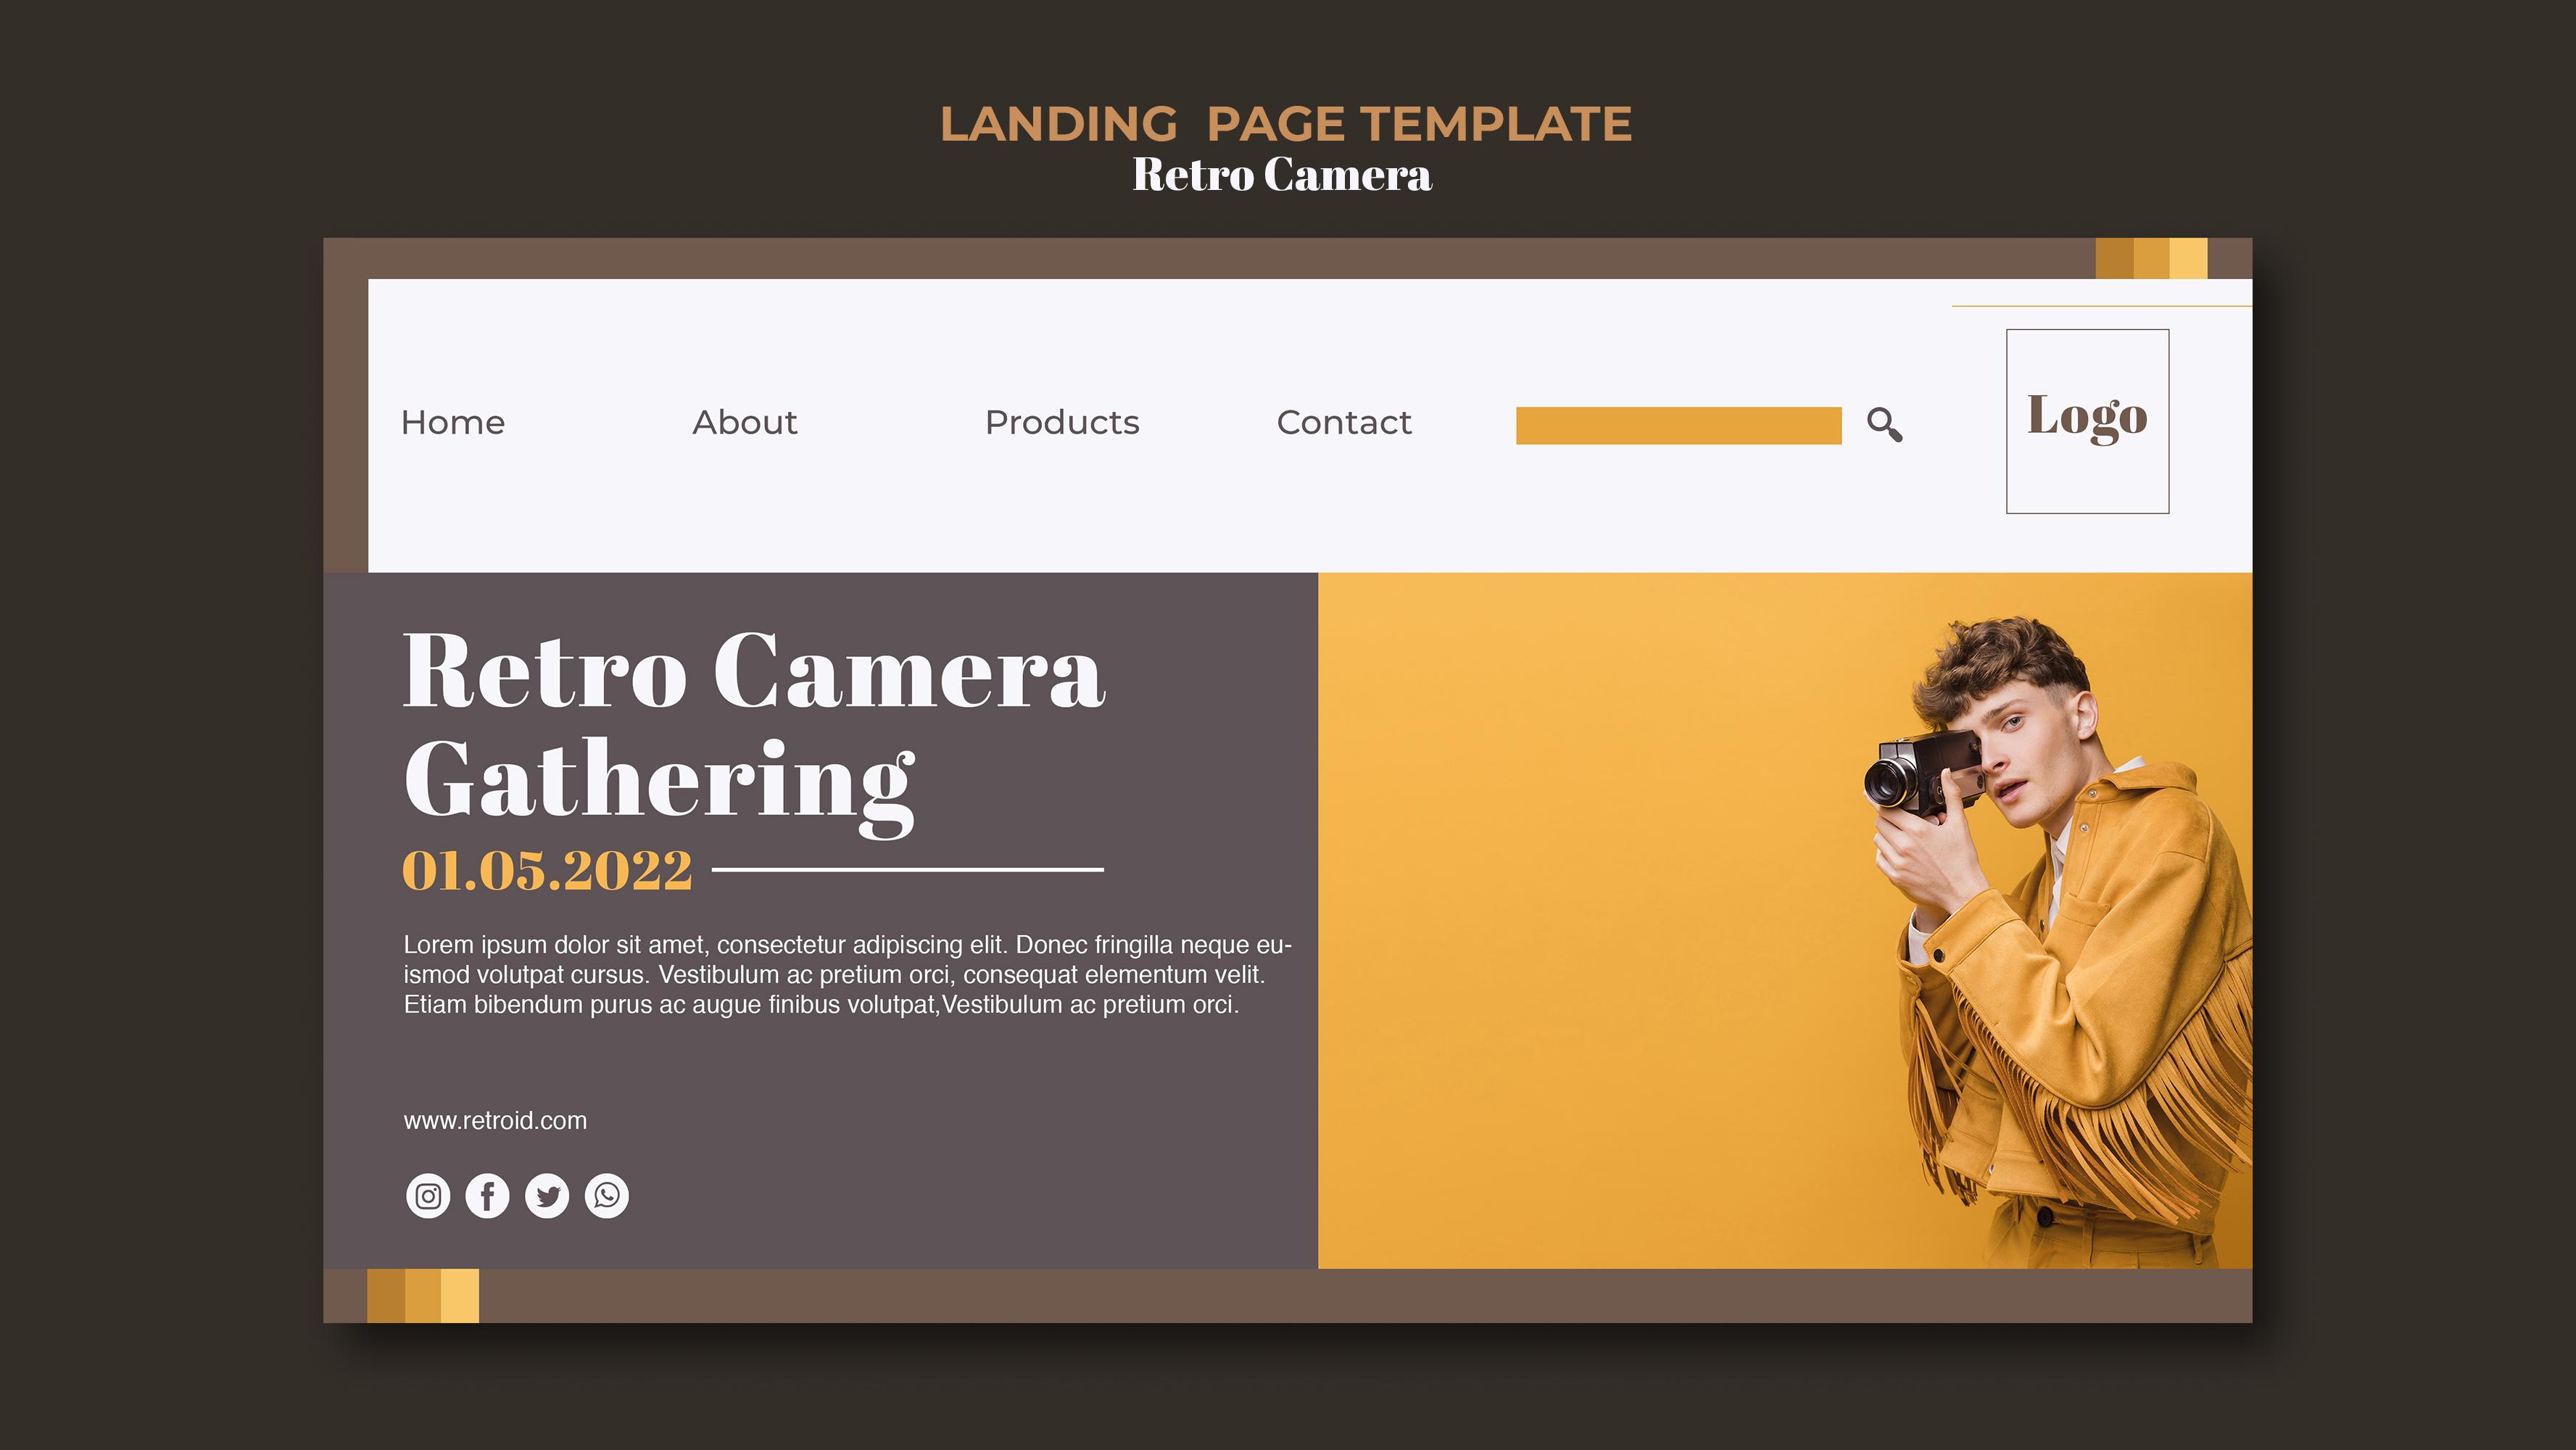 LANDING PAGE TEMPLATE
Retro Camera
Home About Products Contact Logo
Retro Camera
Gathering
01.05.2022
Lorem ipsum dolor sit amet, consectetur adipiscing elit. Donec fringilla neque eu-
ismod volutpat cursus. Vestibulum ac pretium orci, consequat elementum velit.
Etiam bibendum purus ac augue finibus volutpat,Vestibulum ac pretium orci.
www.retroid.com